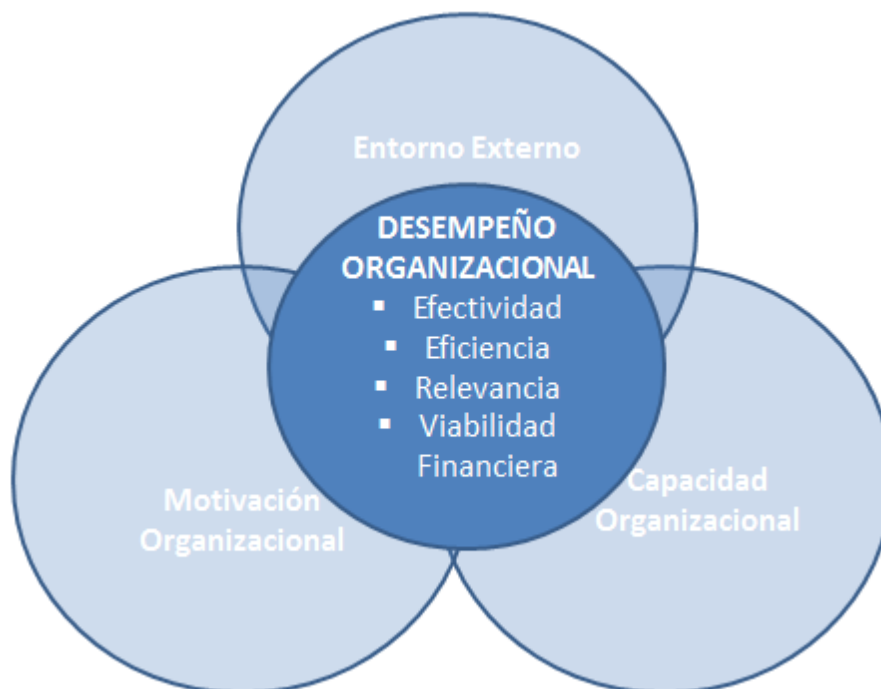 Entorno Externo
DESEMPEÑO
ORGANIZACIONAL
▪ Efectividad
▪ Eficiencia
▪ Relevancia
▪ Viabilidad
Financiera
Motivación
Organizacional
Capacidad
Organizacional